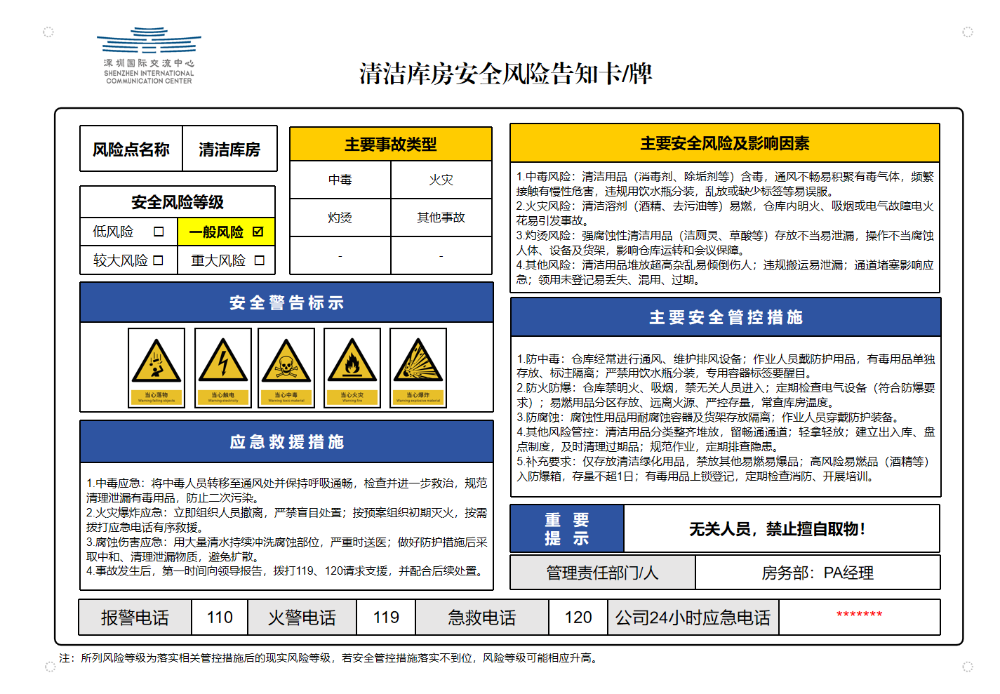 深圳国际交流中心
SHENZHEN INTERNATIONAL
COMMUNICATION CENTER
清洁库房安全风险告知卡/牌
风险点名称 清洁库房
安全风险等级
低风险 ☐ 一般风险 ☑
较大风险 ☐ 重大风险 ☐
主要事故类型
中毒 火灾
灼烫 其他事故
- -
主要安全风险及影响因素
1.中毒风险：清洁用品（消毒剂、除垢剂等）含毒，通风不畅易积聚有毒气体，频繁
接触有慢性危害，违规用饮水瓶分装，乱放或缺少标签等易误服。
2.火灾风险：清洁溶剂（酒精、去污油等）易燃，仓库内明火、吸烟或电气故障电火
花易引发事故。
3.灼烫风险：强腐蚀性清洁用品（洁厕灵、草酸等）存放不当易泄漏，操作不当腐蚀
人体、设备及货架，影响仓库运转和会议保障。
4.其他风险：清洁用品堆放超高杂乱易倾倒伤人；违规搬运易泄漏；通道堵塞影响应
急；领用未登记易丢失、混用、过期。
安全警告标示
当心落物
Warning falling objects
当心触电
Warning electricity
当心中毒
Warning toxic material
当心火灾
Warning fire
当心爆炸
Warning explosive material
主要安全管控措施
1.防中毒：仓库经常进行通风、维护排风设备；作业人员戴防护用品，有毒用品单独
存放、标注隔离；严禁用饮水瓶分装，专用容器标签要醒目。
2.防火防爆：仓库禁明火、吸烟，禁无关人员进入；定期检查电气设备（符合防爆要
求）；易燃用品分区存放、远离火源、严控存量，常查库房温度。
3.防腐蚀：腐蚀性用品用耐腐蚀容器及货架存放隔离；作业人员穿戴防护装备。
4.其他风险管控：清洁用品分类整齐堆放，留畅通通道；轻拿轻放；建立出入库、盘
点制度，及时清理过期品；规范作业，定期排查隐患。
5.补充要求：仅存放清洁绿化用品，禁放其他易燃易爆品；高风险易燃品（酒精等）
入防爆箱，存量不超1日；有毒用品上锁登记，定期检查消防、开展培训。
应急救援措施
1.中毒应急：将中毒人员转移至通风处并保持呼吸通畅，检查并进一步救治，规范
清理泄漏有毒用品，防止二次污染。
2.火灾爆炸应急：立即组织人员撤离，严禁盲目处置；按预案组织初期灭火，按需
拨打应急电话有序救援。
3.腐蚀伤害应急：用大量清水持续冲洗腐蚀部位，严重时送医；做好防护措施后采
取中和、清理泄漏物质，避免扩散。
4.事故发生后，第一时间向领导报告，拨打119、120请求支援，并配合后续处置。
重 要
提 示
无关人员，禁止擅自取物！
管理责任部门/人 房务部：PA经理
报警电话 110 火警电话 119 急救电话 120 公司24小时应急电话 *******
注：所列风险等级为落实相关管控措施后的现实风险等级，若安全管控措施落实不到位，风险等级可能相应升高。